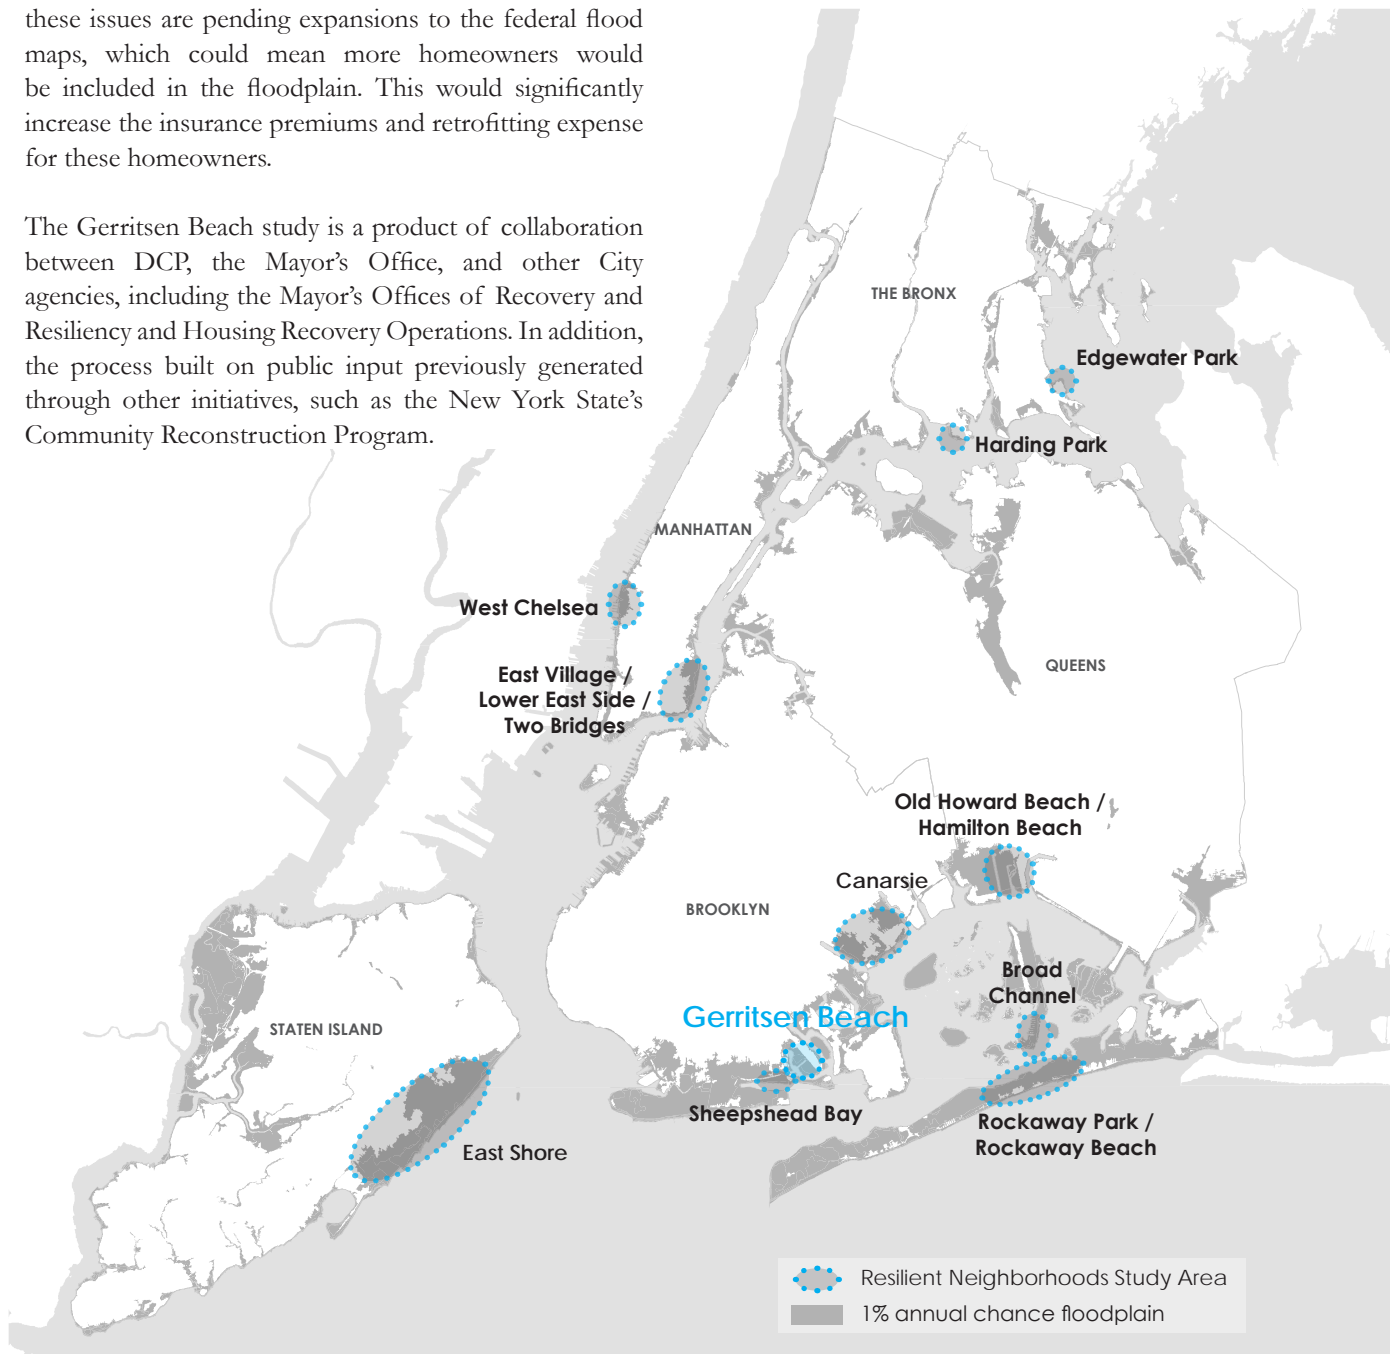 these issues are pending expansions to the federal flood
maps, which could mean more homeowners would
be included in the floodplain. This would significantly
increase the insurance premiums and retrofitting expense
for these homeowners.
The Gerritsen Beach study is a product of collaboration
between DCP, the Mayor’s Office, and other City
agencies, including the Mayor’s Offices of Recovery and
Resiliency and Housing Recovery Operations. In addition,
the process built on public input previously generated
through other initiatives, such as the New York State’s
Community Reconstruction Program.
THE BRONX
Edgewater Park
Harding Park
MANHATTAN
West Chelsea
East Village /
Lower East Side /
Two Bridges
QUEENS
Old Howard Beach /
Hamilton Beach
Canarsie
BROOKLYN
Broad
Channel
Gerritsen Beach
STATEN ISLAND
Sheepshead Bay
Rockaway Park /
Rockaway Beach
East Shore
Resilient Neighborhoods Study Area
1% annual chance floodplain